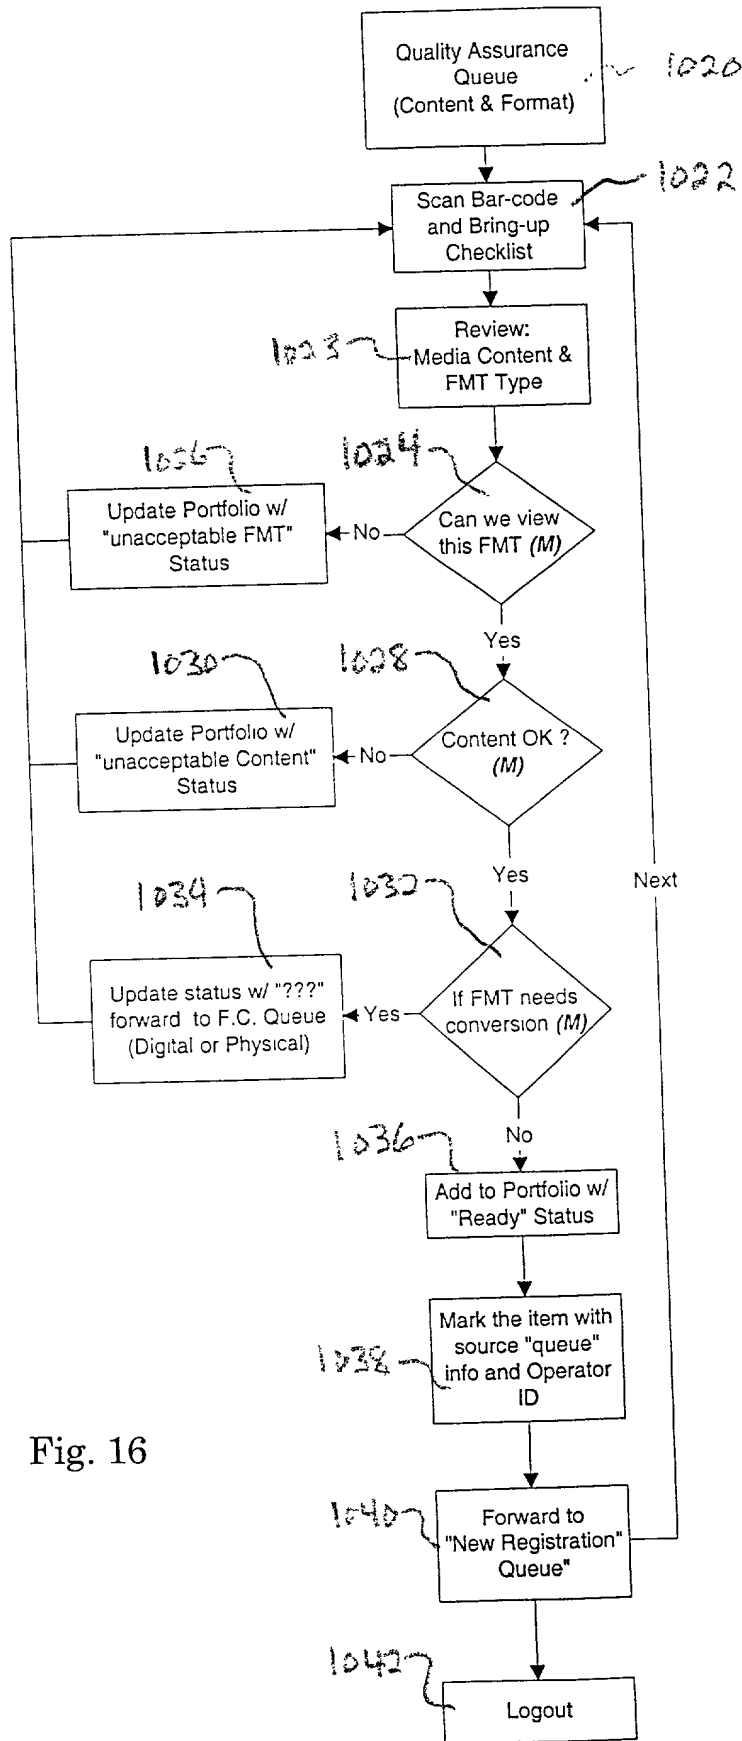 Quality Assurance
Queue
(Content & Format)
1020
Scan Bar-code
and Bring-up
Checklist
1022
Review:
Media Content &
FMT Type
1023
1026
1024
Update Portfolio w/
"unacceptable FMT"
Status
No
Can we view
this FMT (M)
Yes
1030
1028
Update Portfolio w/
"unacceptable Content"
Status
No
Content OK ?
(M)
Yes
Next
1034
1032
Update status w/ "???"
forward to F.C. Queue
(Digital or Physical)
Yes
If FMT needs
conversion (M)
No
1036
Add to Portfolio w/
"Ready" Status
Mark the item with
source "queue"
info and Operator
ID
1038
Fig. 16
1040
Forward to
"New Registration"
Queue"
1042
Logout